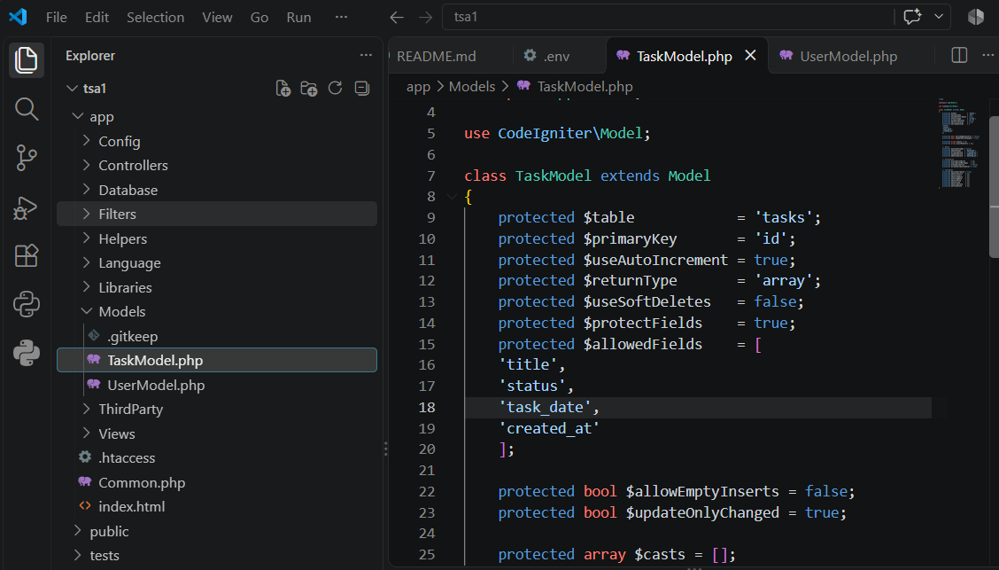 File Edit Selection View Go Run ···
tsa1
Explorer ···
tsa1
app
Config
Controllers
Database
Filters
Helpers
Language
Libraries
Models
.gitkeep
TaskModel.php
UserModel.php
ThirdParty
Views
.htaccess
Common.php
index.html
public
tests
README.md .env TaskModel.php UserModel.php ···
app > Models > TaskModel.php
4
5 use CodeIgniter\Model;
6
7 class TaskModel extends Model
8 {
9 protected $table = 'tasks';
10 protected $primaryKey = 'id';
11 protected $useAutoIncrement = true;
12 protected $returnType = 'array';
13 protected $useSoftDeletes = false;
14 protected $protectFields = true;
15 protected $allowedFields = [
16 'title',
17 'status',
18 'task_date',
19 'created_at'
20 ];
21
22 protected bool $allowEmptyInserts = false;
23 protected bool $updateOnlyChanged = true;
24
25 protected array $casts = [];